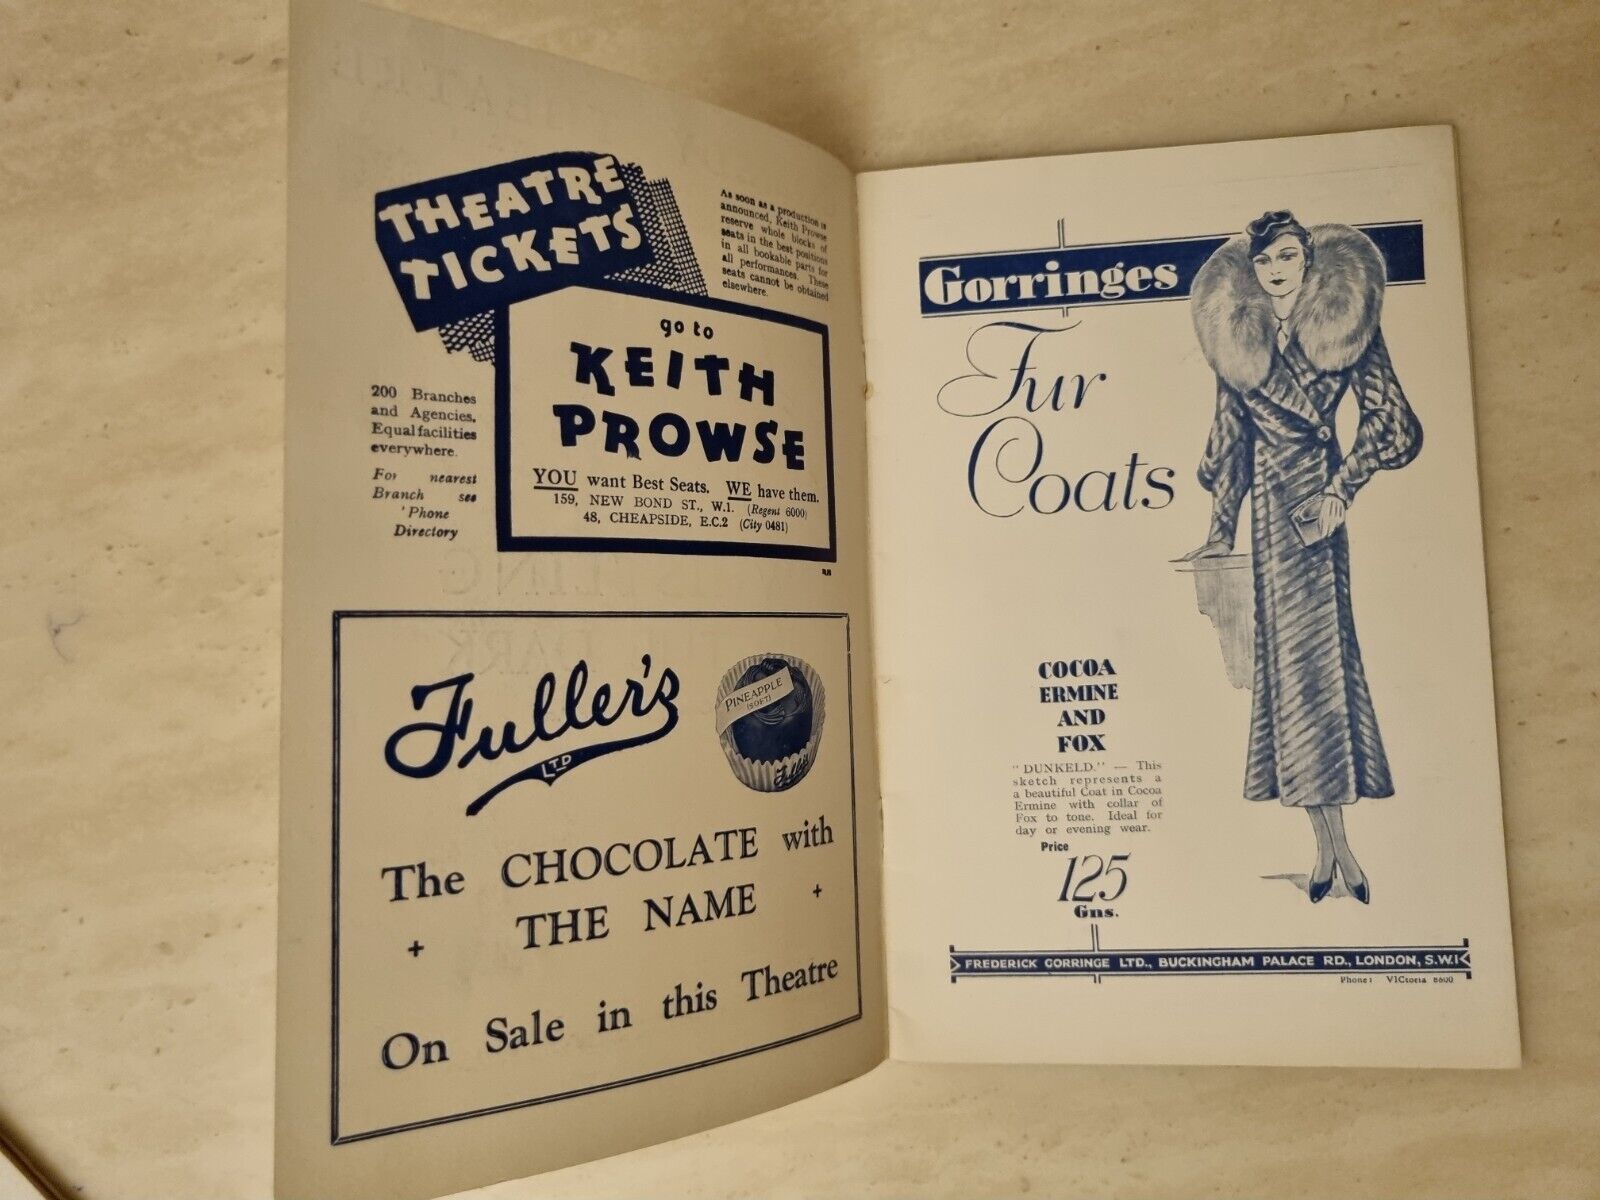 THEATRE
TICKETS
As soon as a production is
announced, Keith Prowse
reserve whole blocks of
seats in the best positions
in all bookable parts for
all performances. These
seats cannot be obtained
elsewhere.
go to
KEITH
PROWSE
YOU want Best Seats. WE have them.
159, NEW BOND ST., W.1. (Regent 6000)
48, CHEAPSIDE, E.C.2 (City 0481)
200 Branches
and Agencies.
Equal facilities
everywhere.
For nearest
Branch see
'Phone
Directory
Fuller's
LTD
PINEAPPLE
(SOFT)
Fuller's
The CHOCOLATE with
+ THE NAME +
On Sale in this Theatre
Gorringes
Fur
Coats
COCOA
ERMINE
AND
FOX
"DUNKELD." — This
sketch represents a
a beautiful Coat in Cocoa
Ermine with collar of
Fox to tone. Ideal for
day or evening wear.
Price
125
Gns.
FREDERICK GORRINGE LTD., BUCKINGHAM PALACE RD., LONDON, S.W.1
Phone: VICtoria 8600